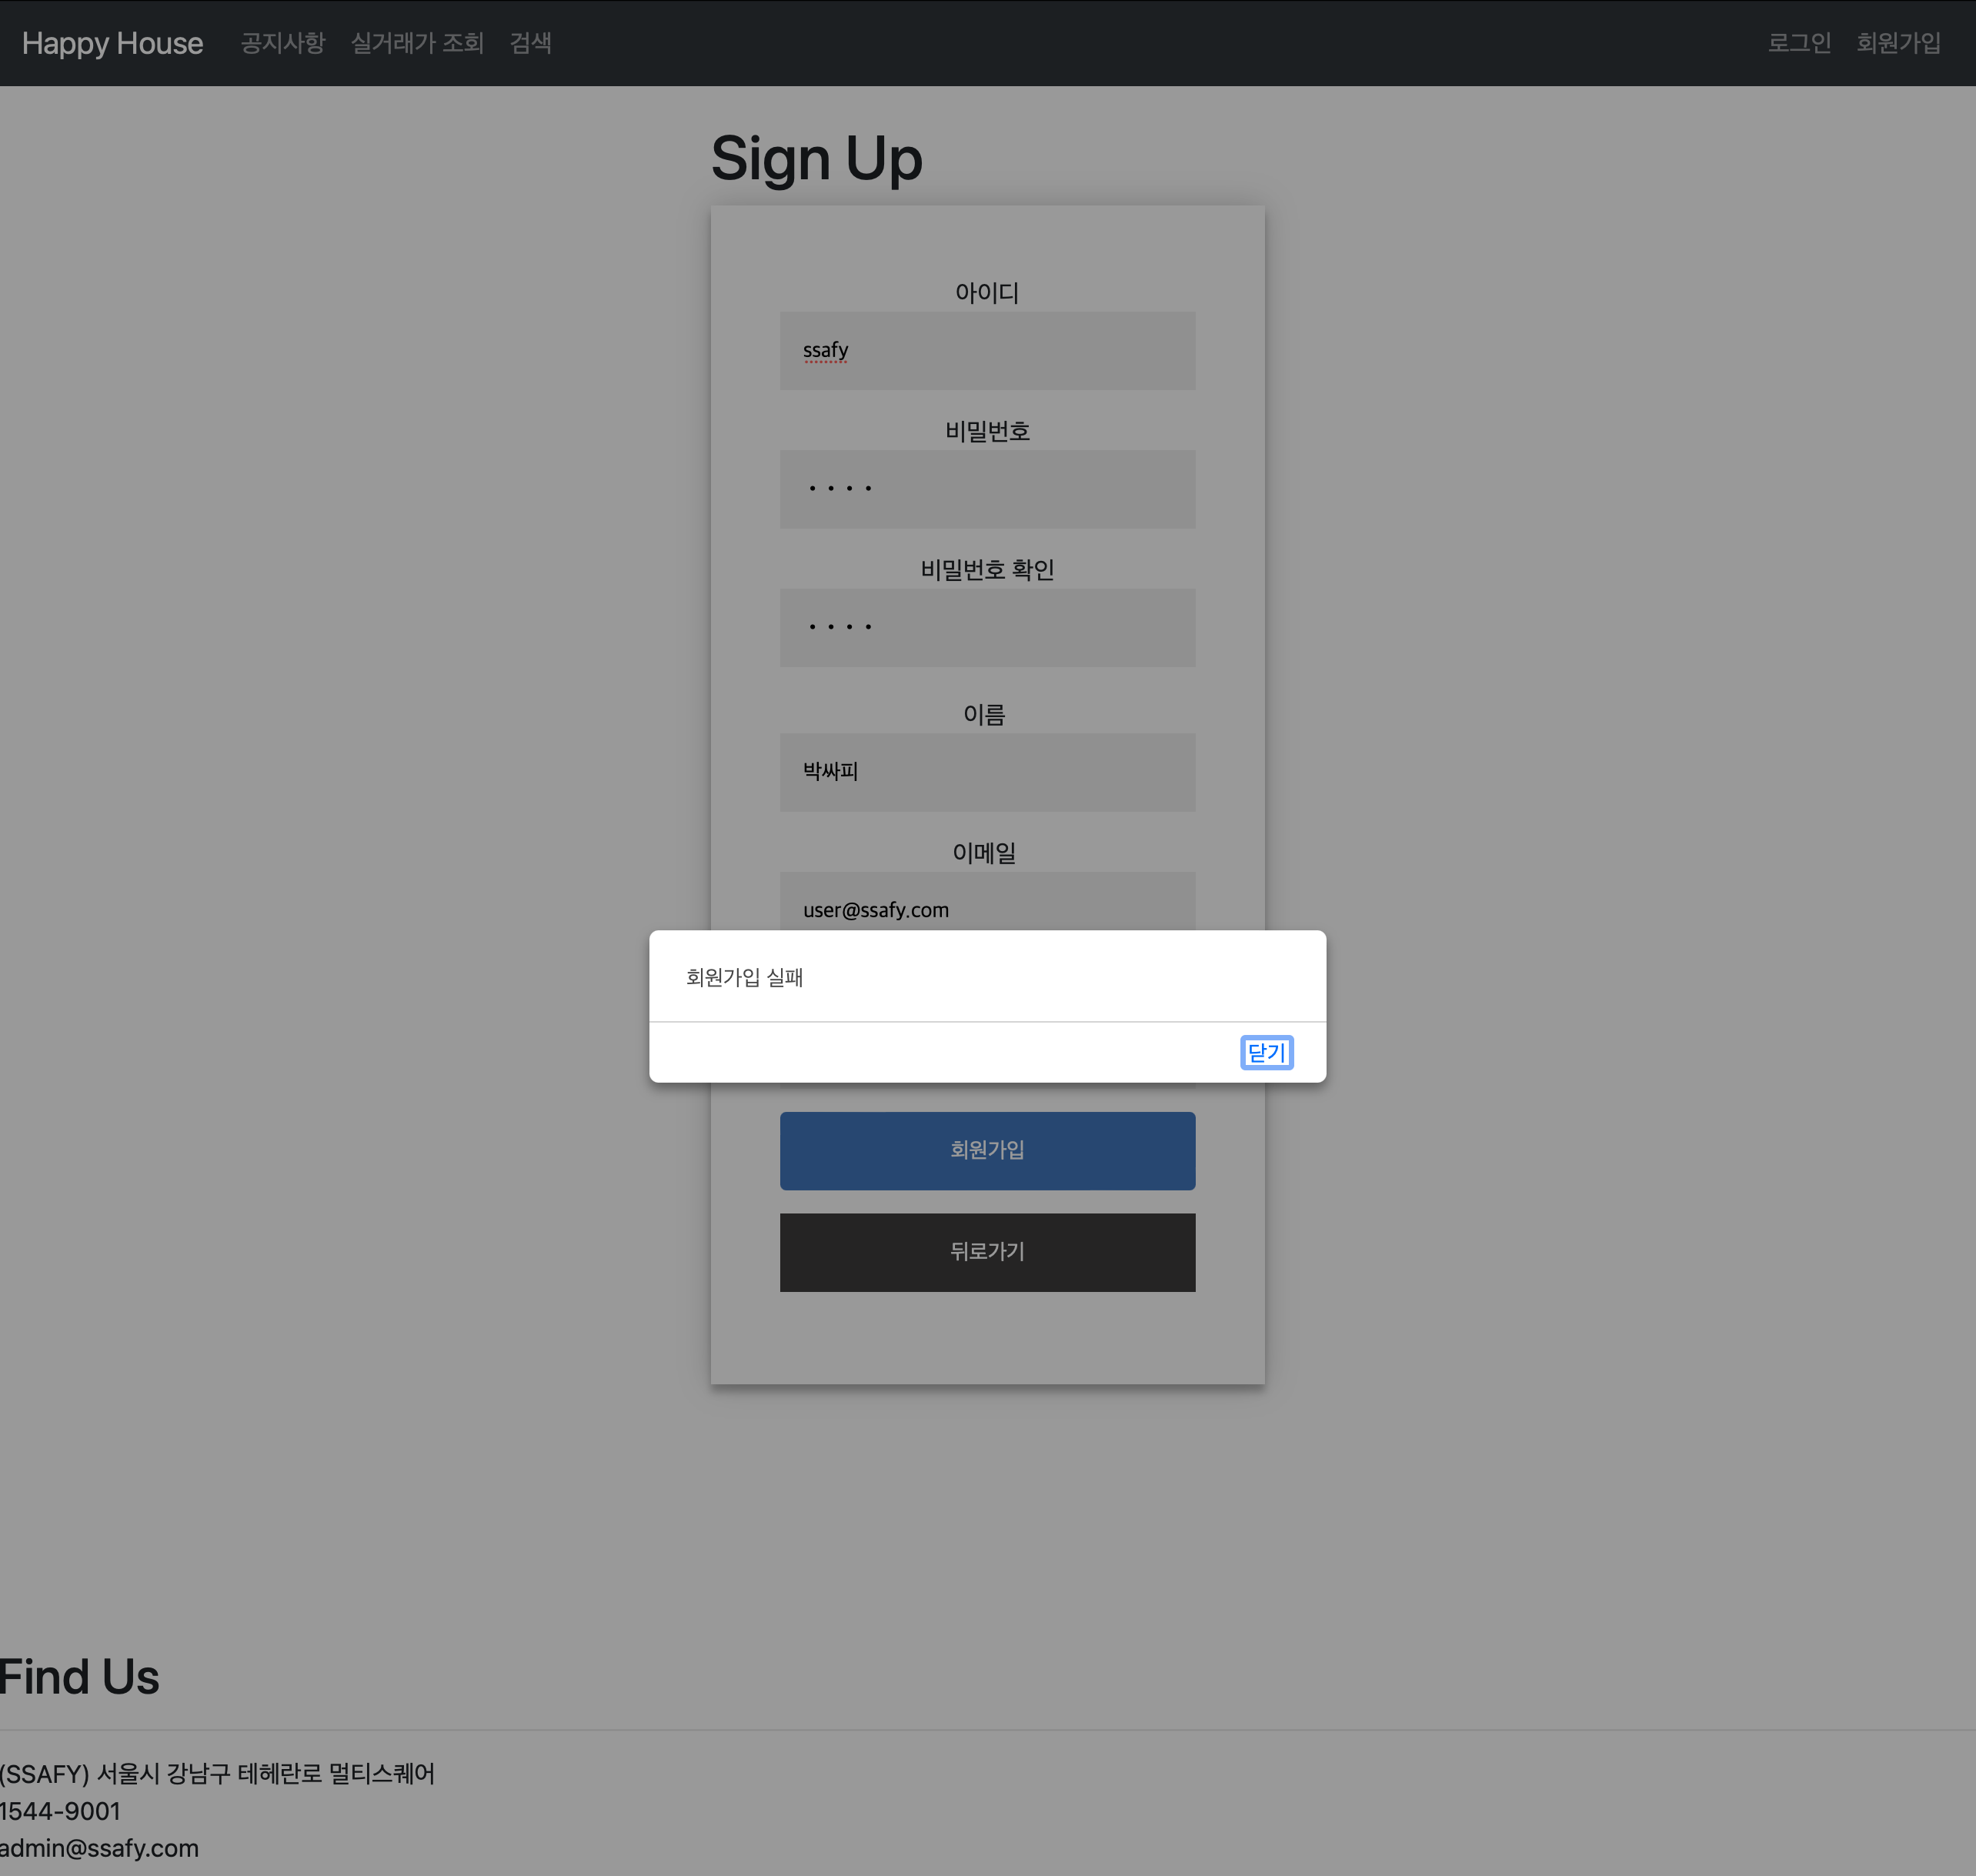 Happy House 공지사항 실거래가 조회 검색 로그인 회원가입
Sign Up
아이디
ssafy
비밀번호
••••
비밀번호 확인
••••
이름
박싸피
이메일
user@ssafy.com
회원가입 실패
닫기
회원가입
뒤로가기
Find Us
(SSAFY) 서울시 강남구 테헤란로 멀티스퀘어
1544-9001
admin@ssafy.com